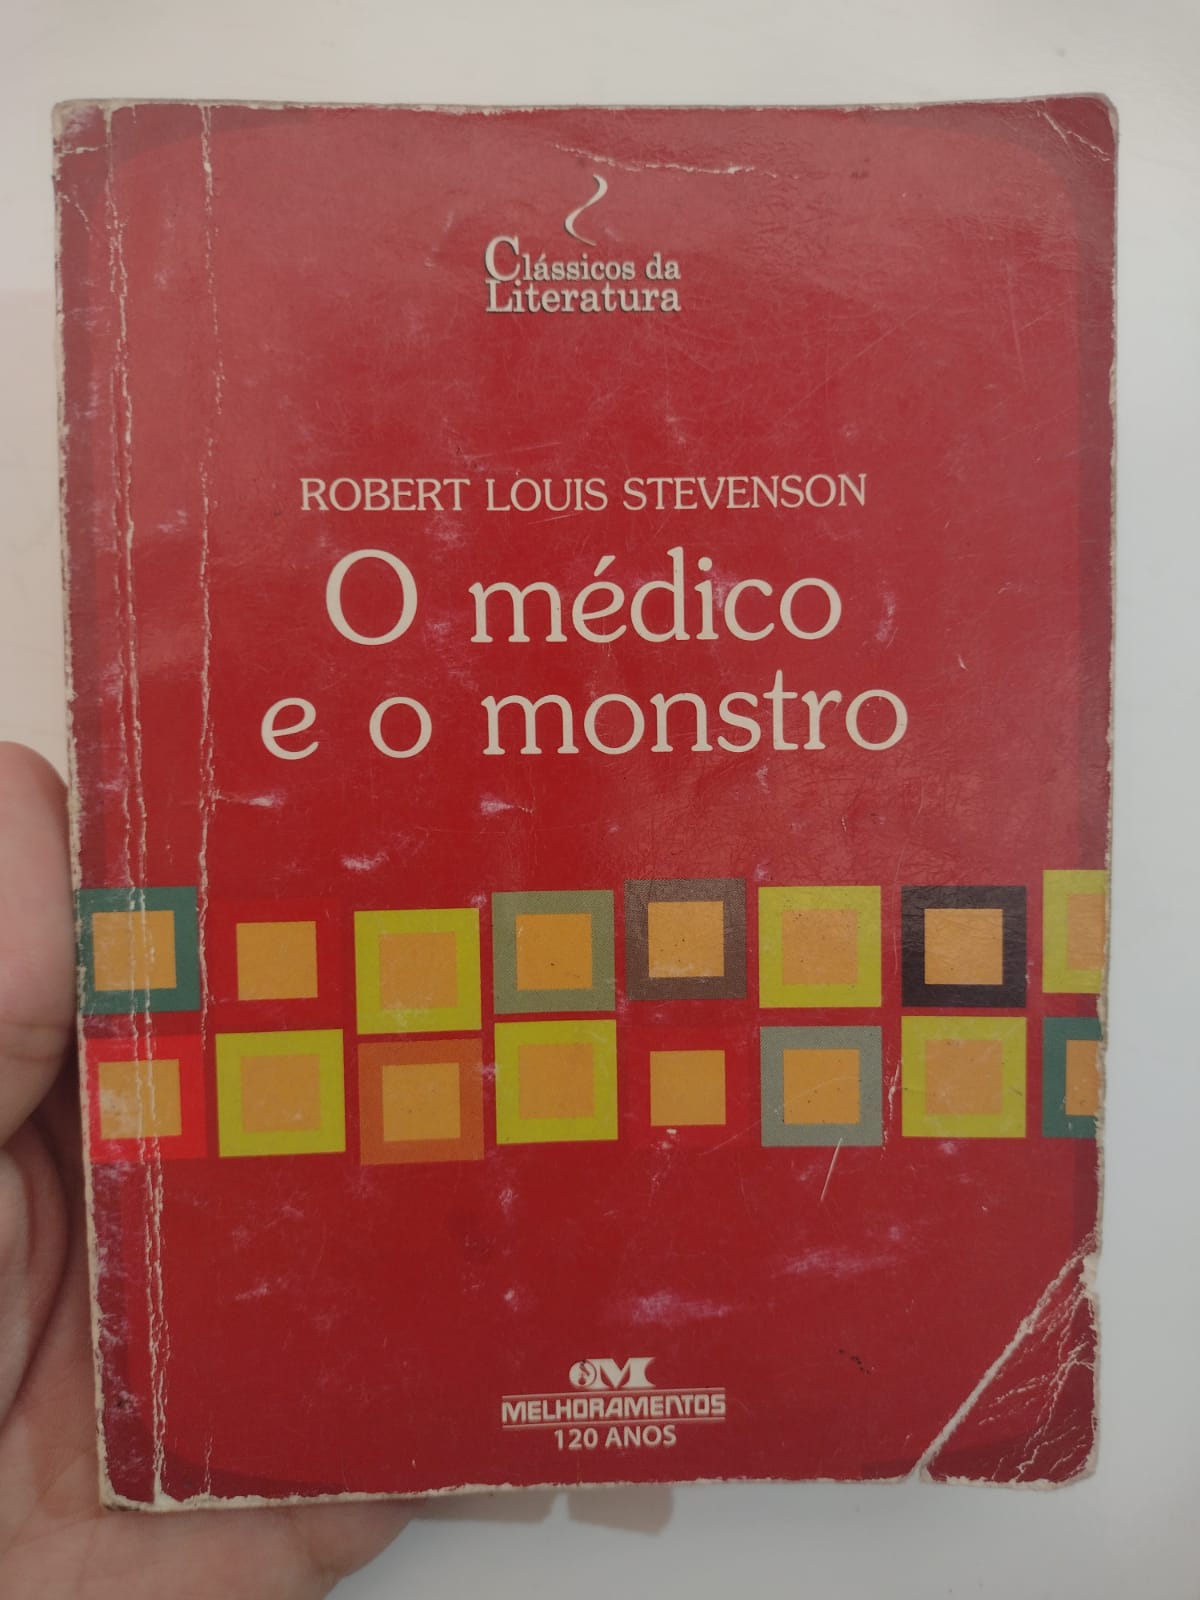 Clássicos da
Literatura
ROBERT LOUIS STEVENSON
O médico
e o monstro
MELHORAMENTOS
120 ANOS